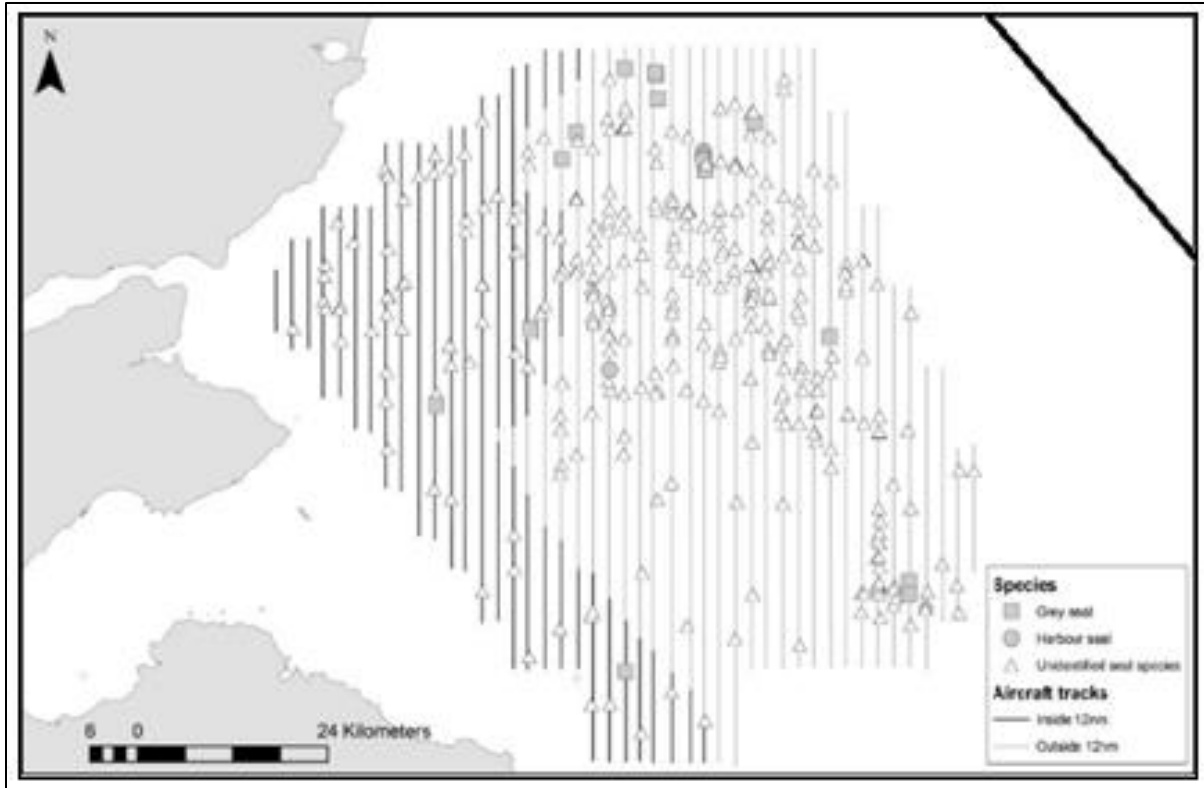 N
Species
Grey seal
Harbour seal
Unidentified seal species
Aircraft tracks
Inside 12nm
Outside 12nm
6 0 24 Kilometers